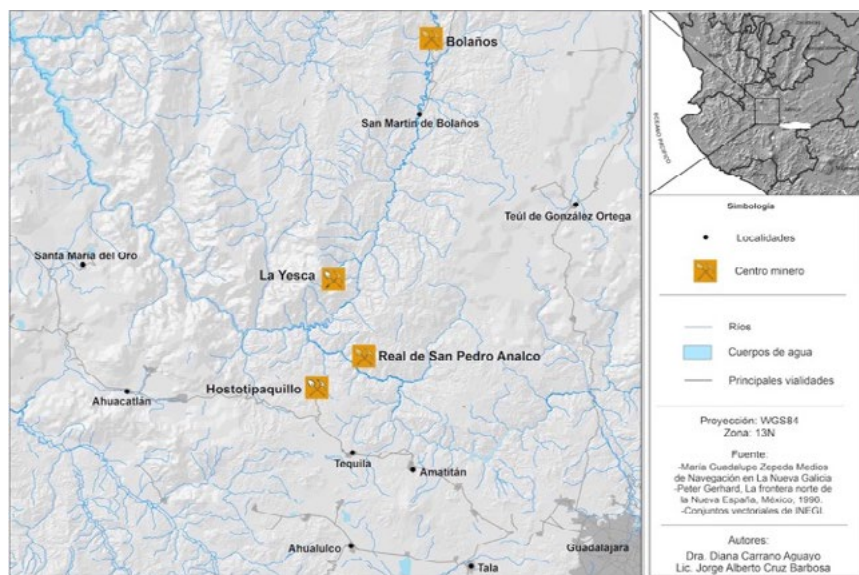 Bolaños
San Martín de Bolaños
Teúl de González Ortega
Santa María del Oro
La Yesca
Real de San Pedro Analco
Hostotipaquillo
Ahuacatlán
Tequila
Amatitán
Ahualulco
Guadalajara
Tala
OCEANO PACIFICO
Simbología
Localidades
Centro minero
Ríos
Cuerpos de agua
Principales vialidades
Proyección: WGS84
Zona: 13N
Fuente:
-María Guadalupe Zepeda Medios
de Navegación en La Nueva Galicia
-Peter Gerhard, La frontera norte de
la Nueva España, México, 1990.
-Conjuntos vectoriales de INEGI.
Autores:
Dra. Diana Carrano Aguayo
Lic. Jorge Alberto Cruz Barbosa